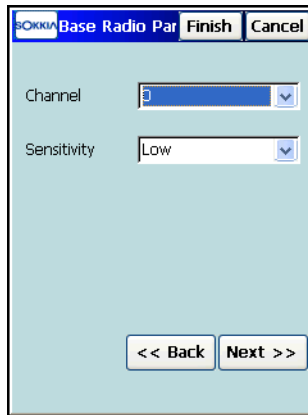 SOKKIA Base Radio Par Finish Cancel
Channel 0
Sensitivity Low
<< Back Next >>